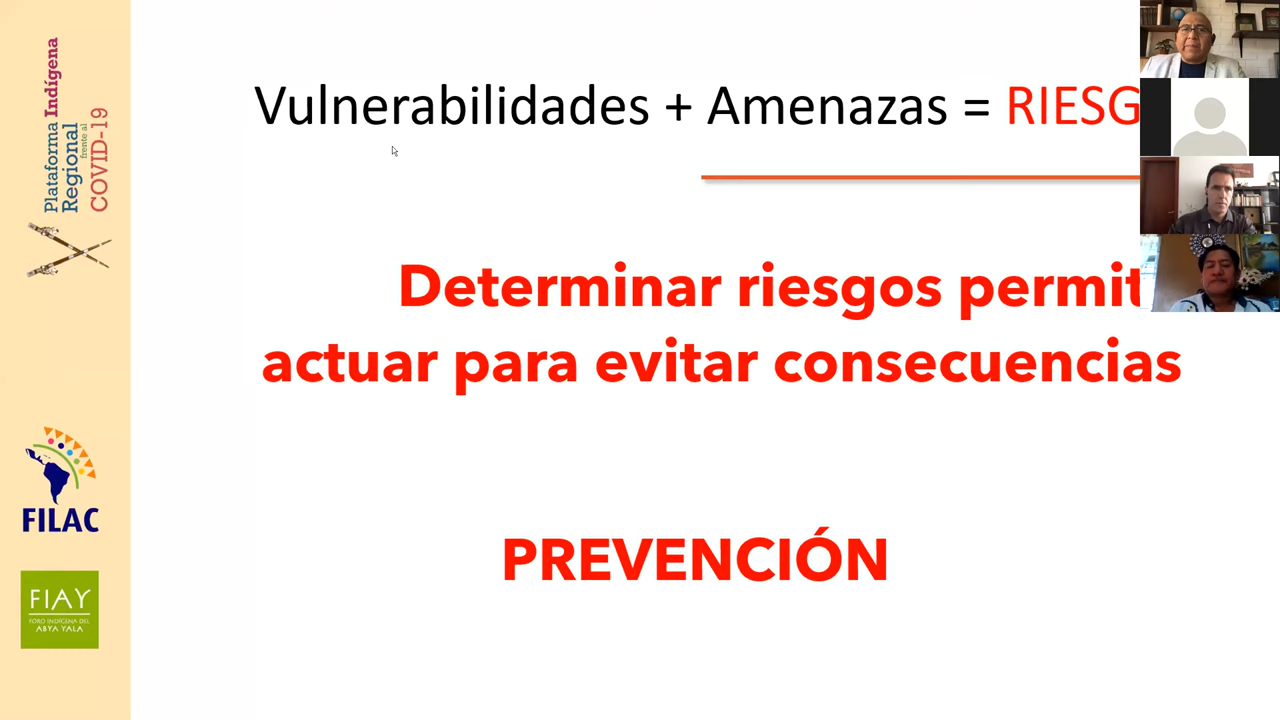 Plataforma Indígena
Regional frente al
COVID-19
FILAC
FIAY
FORO INDÍGENA DEL
ABYA YALA
Vulnerabilidades + Amenazas = RIESG
Determinar riesgos permit
actuar para evitar consecuencias
PREVENCIÓN